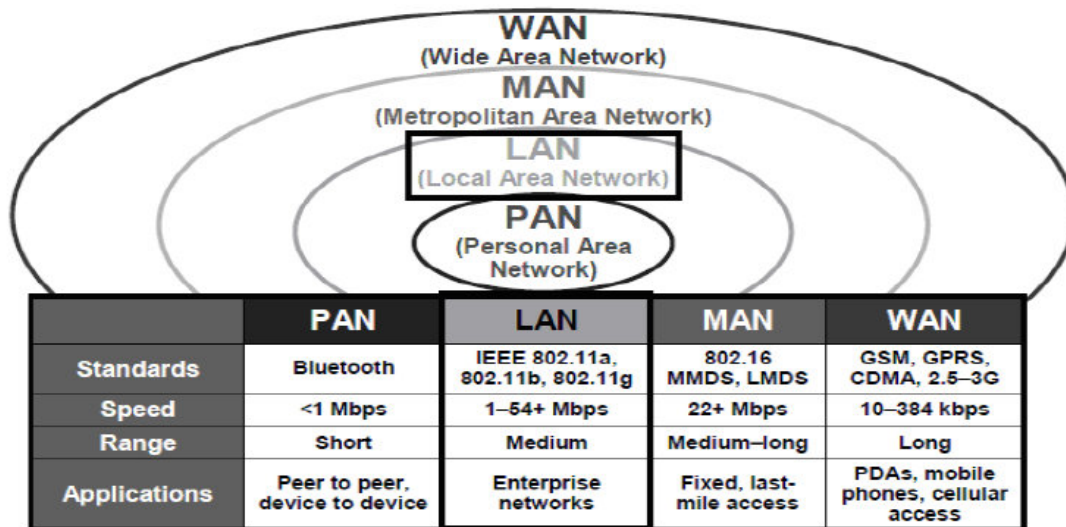 WAN
(Wide Area Network)
MAN
(Metropolitan Area Network)
LAN
(Local Area Network)
PAN
(Personal Area
Network)
PAN LAN MAN WAN
Standards Bluetooth IEEE 802.11a, 802.11b, 802.11g 802.16 MMDS, LMDS GSM, GPRS, CDMA, 2.5–3G
Speed <1 Mbps 1–54+ Mbps 22+ Mbps 10–384 kbps
Range Short Medium Medium–long Long
Applications Peer to peer, device to device Enterprise networks Fixed, last-mile access PDAs, mobile phones, cellular access